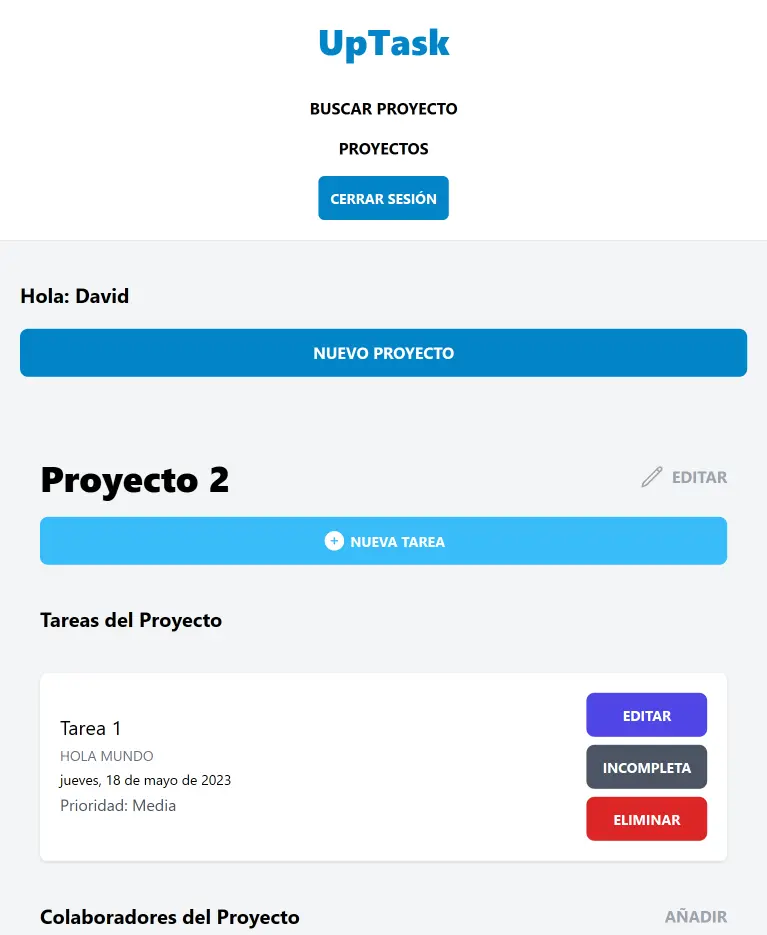 UpTask
BUSCAR PROYECTO
PROYECTOS
CERRAR SESIÓN
Hola: David
NUEVO PROYECTO
Proyecto 2
EDITAR
NUEVA TAREA
Tareas del Proyecto
Tarea 1
HOLA MUNDO
jueves, 18 de mayo de 2023
Prioridad: Media
EDITAR
INCOMPLETA
ELIMINAR
Colaboradores del Proyecto
AÑADIR